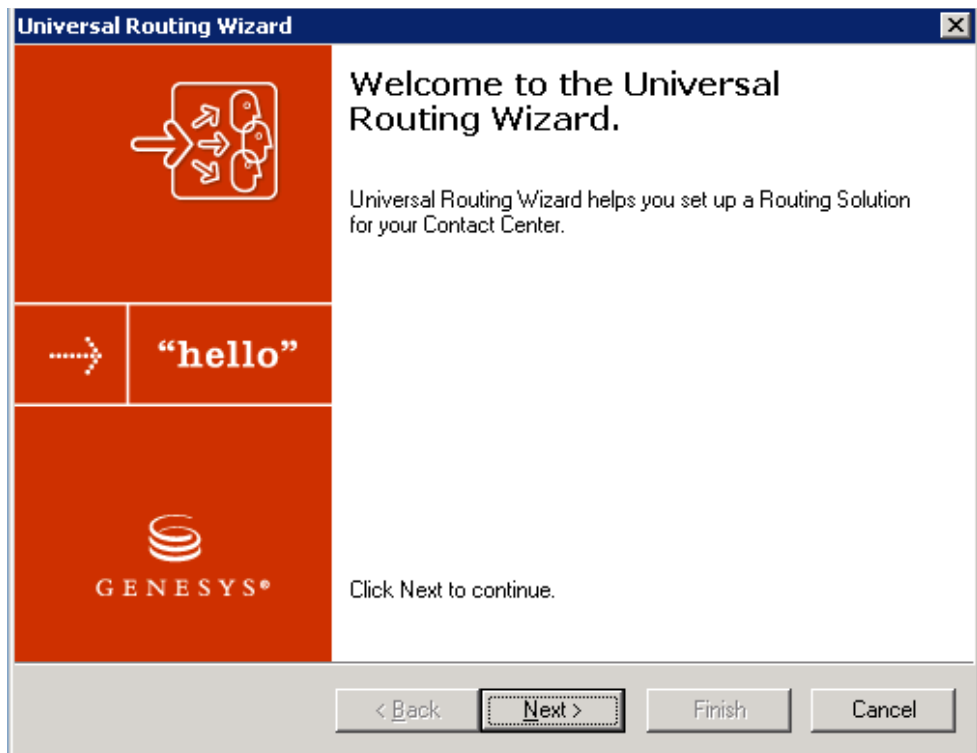 Universal Routing Wizard
Welcome to the Universal
Routing Wizard.
Universal Routing Wizard helps you set up a Routing Solution
for your Contact Center.
“hello”
GENESYS®
Click Next to continue.
< Back
Next >
Finish
Cancel